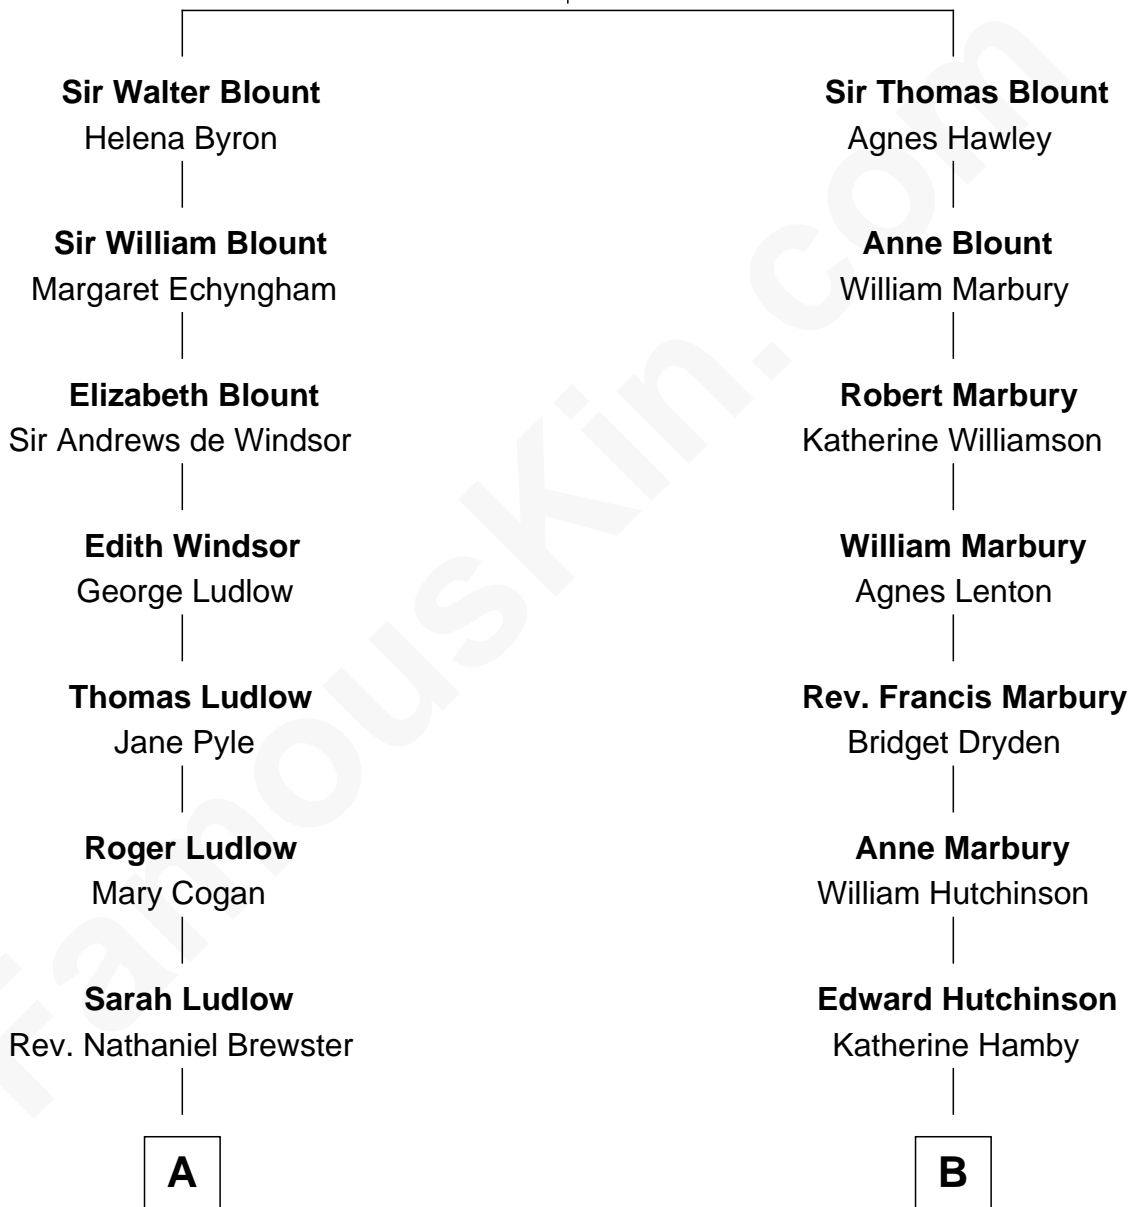 Sir Walter Blount
Helena Byron
Sir William Blount
Margaret Echyngham
Elizabeth Blount
Sir Andrews de Windsor
Edith Windsor
George Ludlow
Thomas Ludlow
Jane Pyle
Roger Ludlow
Mary Cogan
Sarah Ludlow
Rev. Nathaniel Brewster
A
Sir Thomas Blount
Agnes Hawley
Anne Blount
William Marbury
Robert Marbury
Katherine Williamson
William Marbury
Agnes Lenton
Rev. Francis Marbury
Bridget Dryden
Anne Marbury
William Hutchinson
Edward Hutchinson
Katherine Hamby
B
FamousKin.com